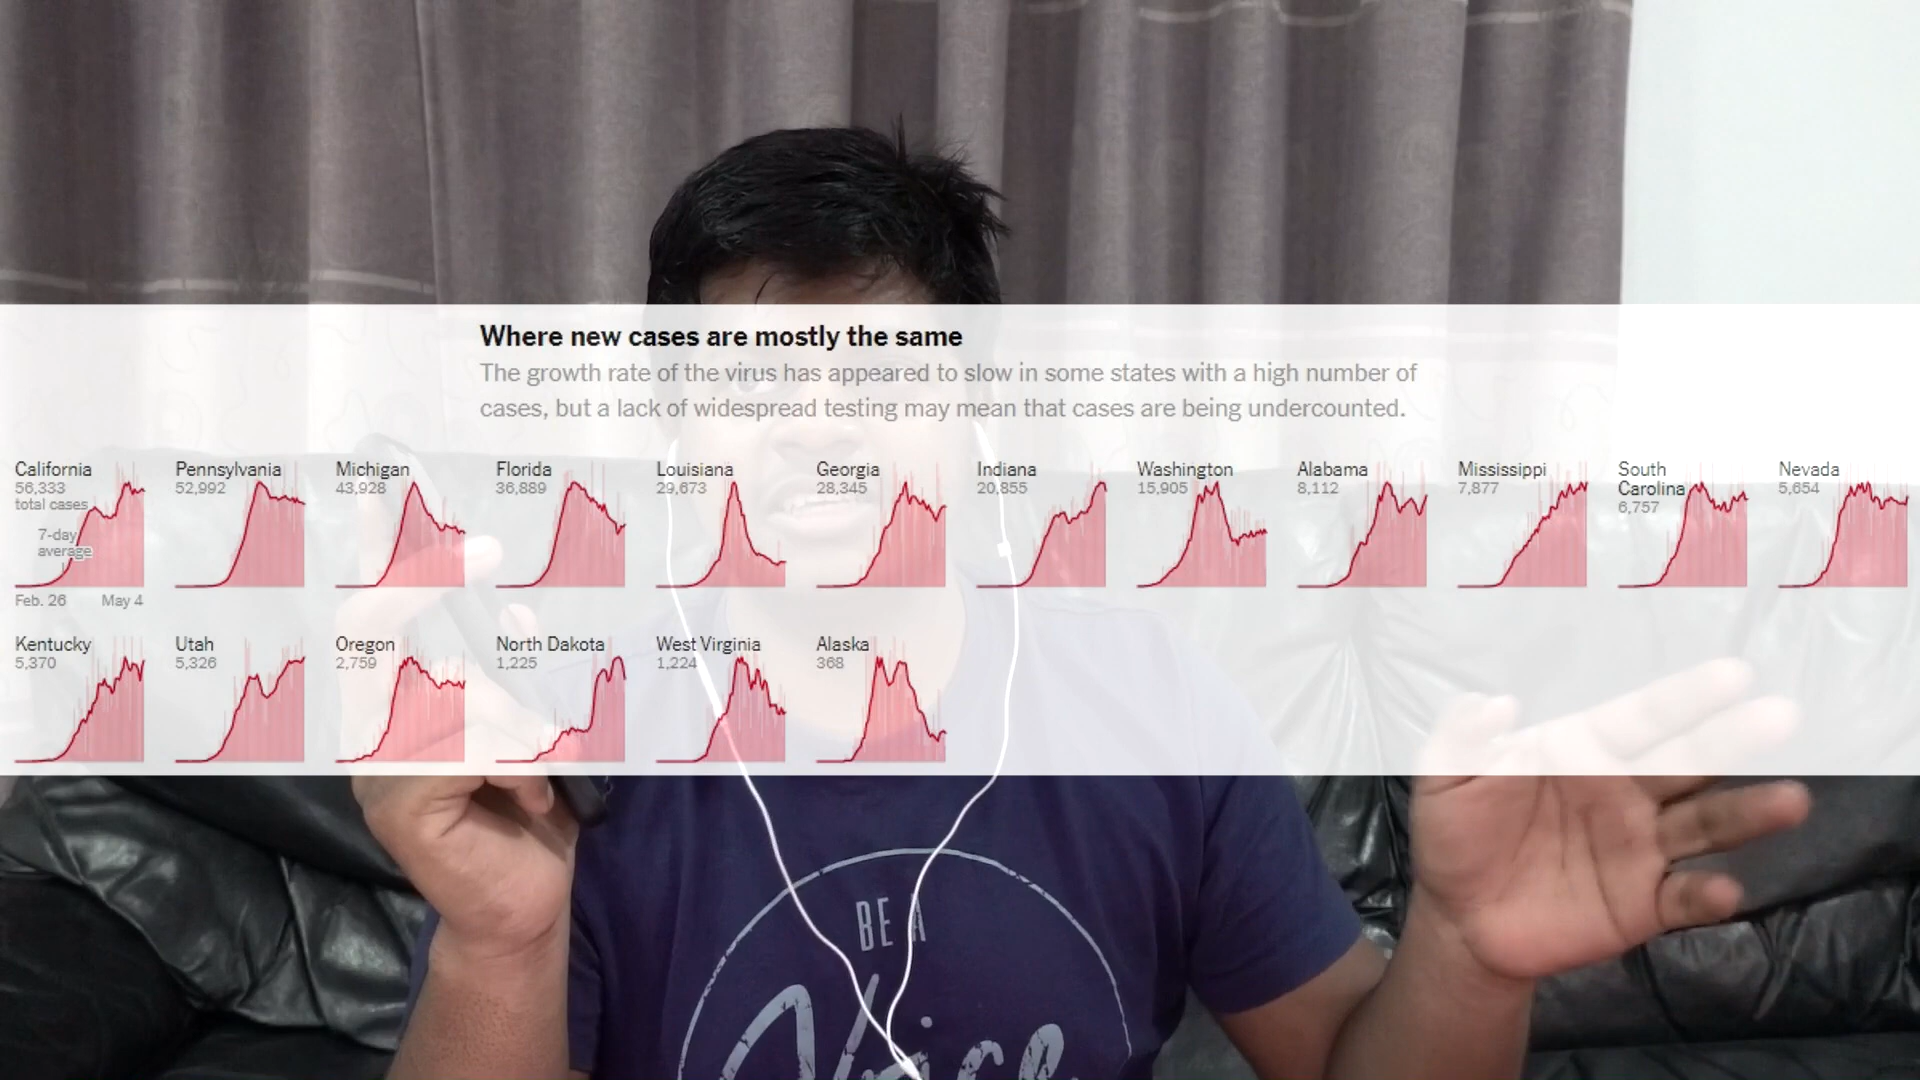 Where new cases are mostly the same
The growth rate of the virus has appeared to slow in some states with a high number of
cases, but a lack of widespread testing may mean that cases are being undercounted.
California
56,333
total cases
7-day
average
Feb. 26 May 4
Pennsylvania
52,992
Michigan
43,928
Florida
36,889
Louisiana
29,673
Georgia
28,345
Indiana
20,855
Washington
15,905
Alabama
8,112
Mississippi
7,877
South
Carolina
6,757
Nevada
5,654
Kentucky
5,370
Utah
5,326
Oregon
2,759
North Dakota
1,225
West Virginia
1,224
Alaska
368
BE A
Voice